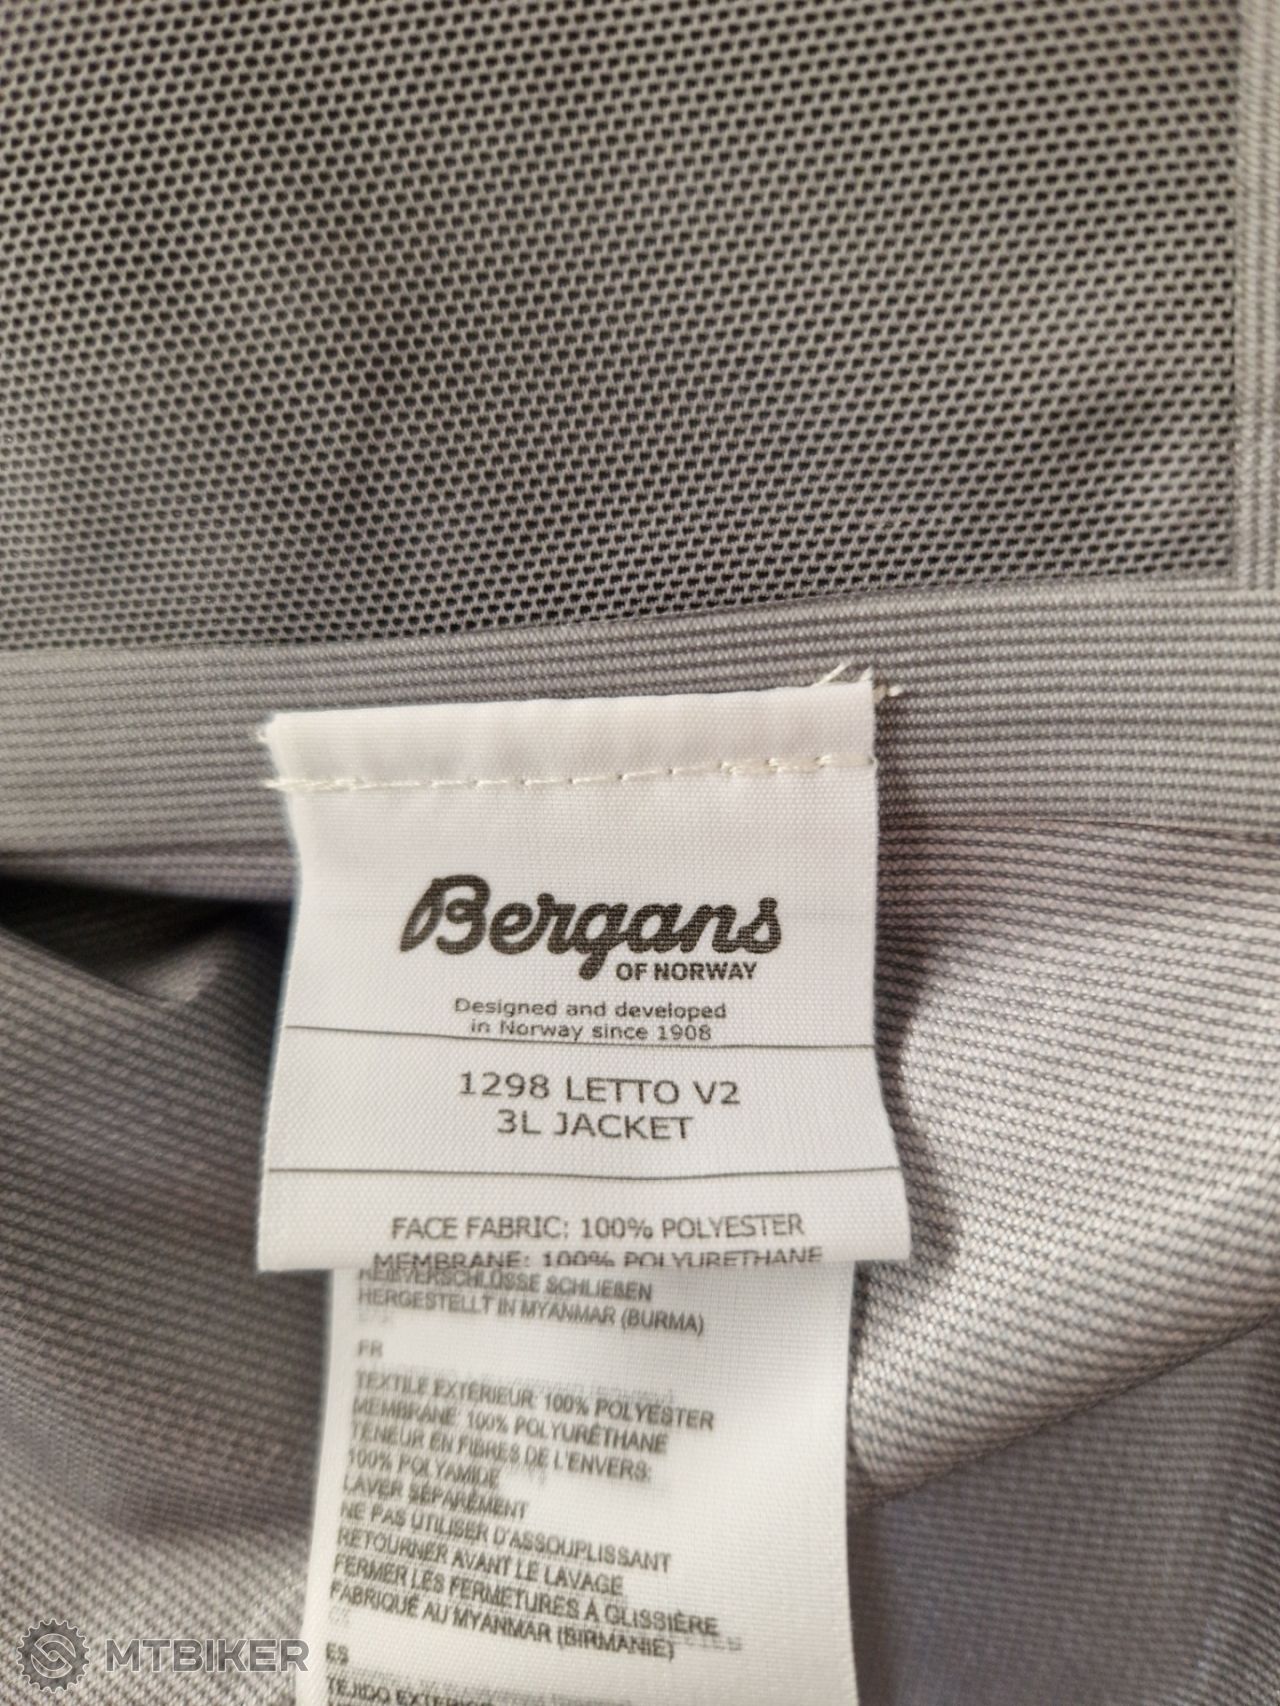 Bergans
OF NORWAY
Designed and developed
in Norway since 1908
1298 LETTO V2
3L JACKET
FACE FABRIC: 100% POLYESTER
MEMBRANE: 100% POLYURETHANE
REIßVERSCHLÜSSE SCHLIEßEN
HERGESTELLT IN MYANMAR (BURMA)
FR
TEXTILE EXTÉRIEUR: 100% POLYESTER
MEMBRANE: 100% POLYURÉTHANE
TENEUR EN FIBRES DE L'ENVERS:
100% POLYAMIDE
LAVER SÉPARÉMENT
NE PAS UTILISER D'ASSOUPLISSANT
RETOURNER AVANT LE LAVAGE
FERMER LES FERMETURES À GLISSIÈRE
FABRIQUÉ AU MYANMAR (BIRMANIE)
ES
TEJIDO
MTBIKER